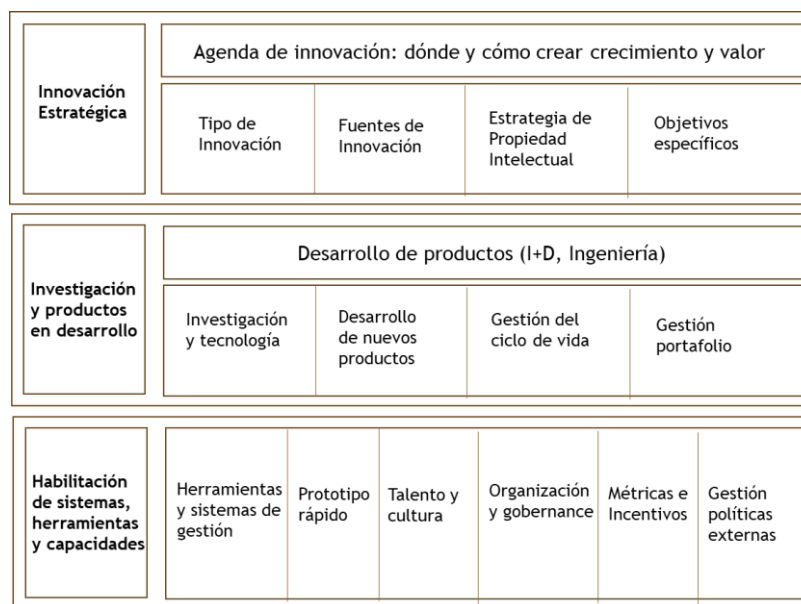 Agenda de innovación: dónde y cómo crear crecimiento y valor
Innovación
Estratégica
Tipo de
Innovación
Fuentes de
Innovación
Estrategia de
Propiedad
Intelectual
Objetivos
específicos
Desarrollo de productos (I+D, Ingeniería)
Investigación
y productos
en desarrollo
Investigación
y tecnología
Desarrollo
de nuevos
productos
Gestión del
ciclo de vida
Gestión
portafolio
Habilitación
de sistemas,
herramientas
y capacidades
Herramientas
y sistemas de
gestión
Prototipo
rápido
Talento y
cultura
Organización
y gobernance
Métricas e
Incentivos
Gestión
políticas
externas